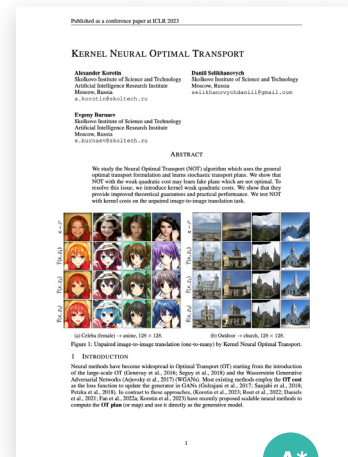 Published as a conference paper at ICLR 2023
KERNEL NEURAL OPTIMAL TRANSPORT
Alexander Korotin
Skolkovo Institute of Science and Technology
Artificial Intelligence Research Institute
Moscow, Russia
a.korotin@skoltech.ru
Daniil Selikhanovych
Skolkovo Institute of Science and Technology
Moscow, Russia
selikhanovychdaniil@gmail.com
Evgeny Burnaev
Skolkovo Institute of Science and Technology
Artificial Intelligence Research Institute
Moscow, Russia
e.burnaev@skoltech.ru
ABSTRACT
We study the Neural Optimal Transport (NOT) algorithm which uses the general
optimal transport formulation and learns stochastic transport plans. We show that
NOT with the weak quadratic cost may learn fake plans which are not optimal. To
resolve this issue, we introduce kernel weak quadratic costs. We show that they
provide improved theoretical guarantees and practical performance. We test NOT
with kernel costs on the unpaired image-to-image translation task.
(a) Celeba (female) → anime, 128 × 128.
(b) Outdoor → church, 128 × 128.
Figure 1: Unpaired image-to-image translation (one-to-many) by Kernel Neural Optimal Transport.
1 INTRODUCTION
Neural methods have become widespread in Optimal Transport (OT) starting from the introduction
of the large-scale OT (Genevay et al., 2016; Seguy et al., 2018) and the Wasserstein Generative
Adversarial Networks (Arjovsky et al., 2017) (WGANs). Most existing methods employ the OT cost
as the loss function to update the generator in GANs (Gulrajani et al., 2017; Sanjabi et al., 2018;
Petzka et al., 2018). In contrast to these approaches, (Korotin et al., 2023; Rout et al., 2022; Daniels
et al., 2021; Fan et al., 2022a; Korotin et al., 2023) have recently proposed scalable neural methods to
compute the OT plan (or map) and use it directly as the generative model.
1
A*